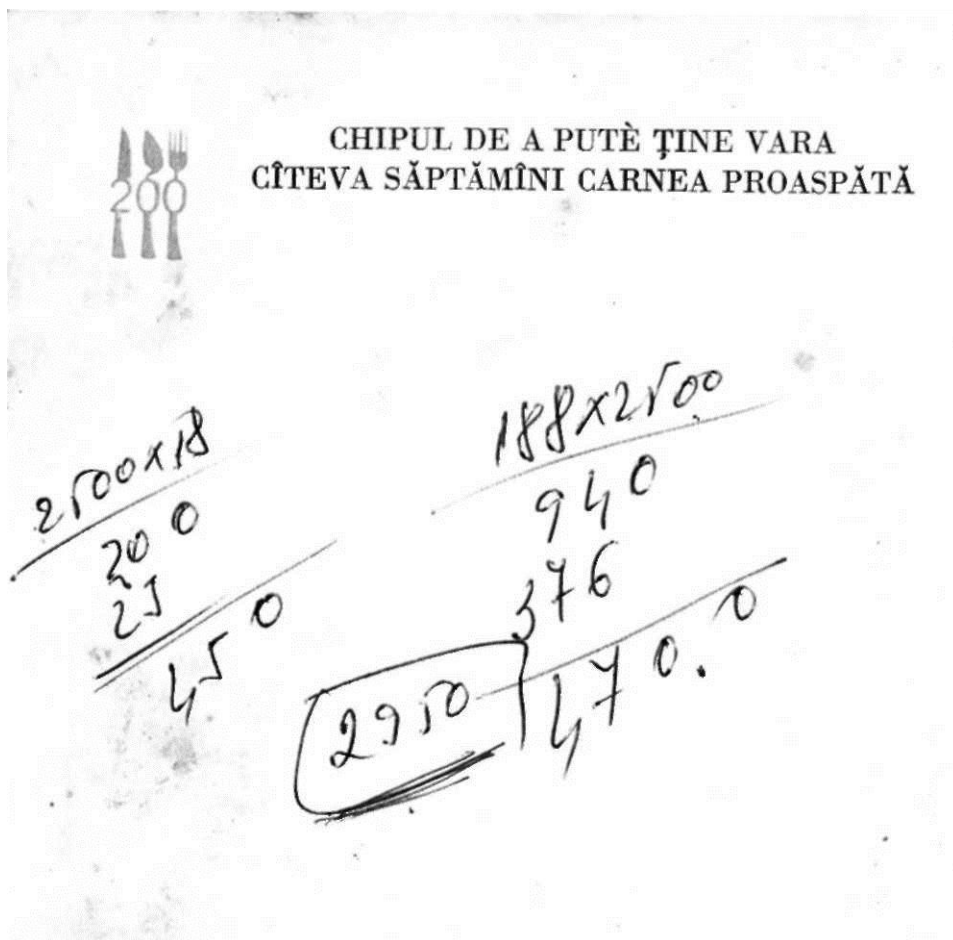 CHIPUL DE A PUTÈ ȚINE VARA
CÎTEVA SĂPTĂMÎNI CARNEA PROASPĂTĂ
200
2500x18
200
25
450
188x2500
940
376
470.0
2950